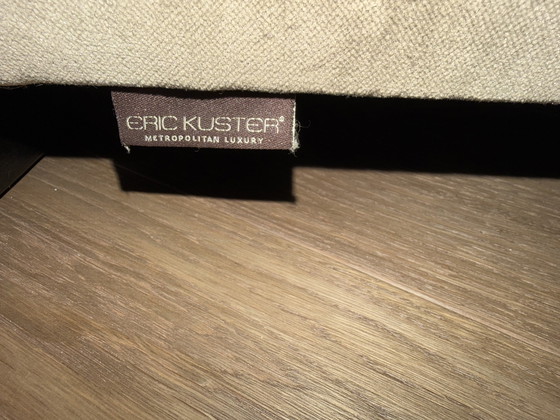 ERIC KUSTER®
METROPOLITAN LUXURY